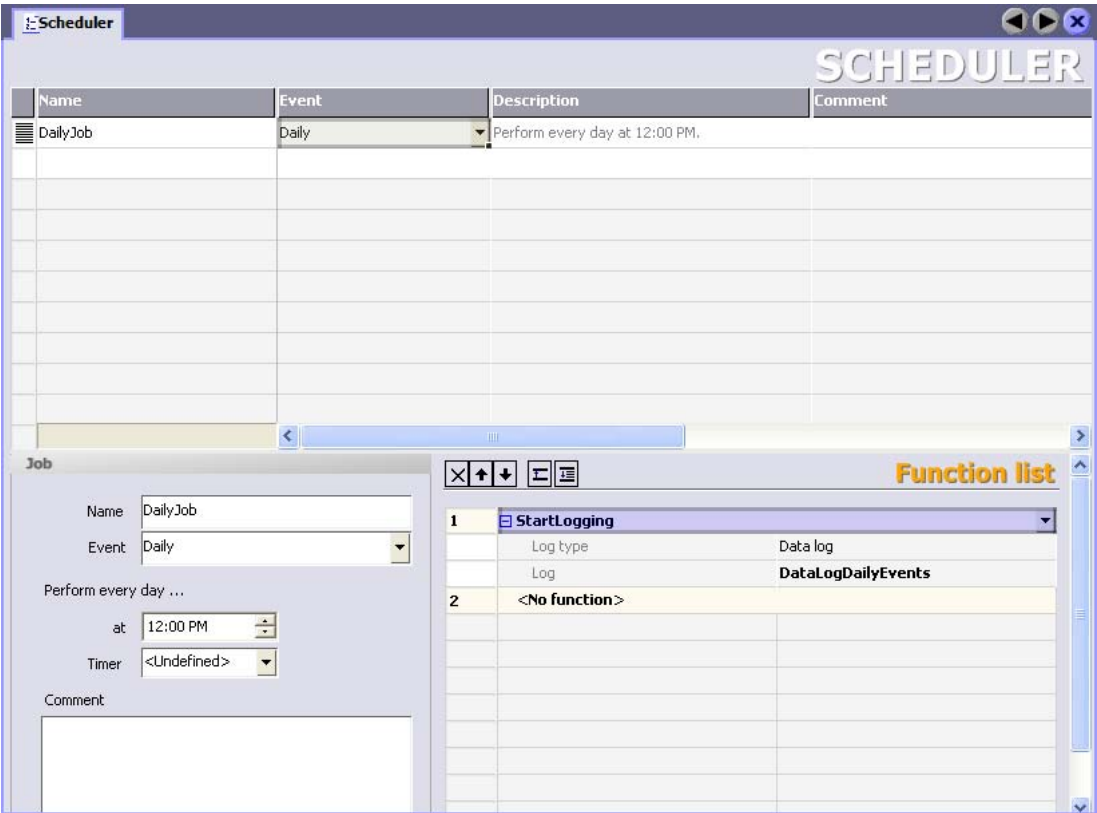 Scheduler
SCHEDULER
Name Event Description Comment
DailyJob Daily Perform every day at 12:00 PM.
Job
Function list
Name DailyJob
Event Daily
Perform every day ...
at 12:00 PM
Timer <Undefined>
Comment
1 StartLogging
Log type Data log
Log DataLogDailyEvents
2 <No function>